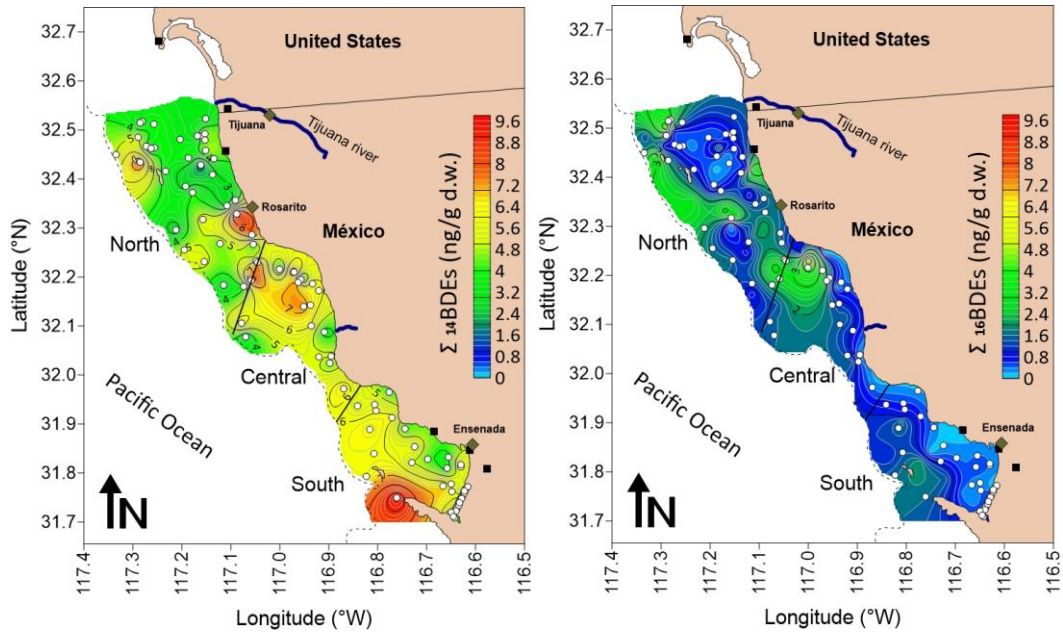 32.7
32.6
32.5
32.4
32.3
32.2
32.1
32.0
31.9
31.8
31.7
Latitude (°N)
United States
Tijuana
Tijuana river
Rosarito
México
North
Central
South
Pacific Ocean
Ensenada
N
Σ 14BDEs (ng/g d.w.)
9.6
8.8
8
7.2
6.4
5.6
4.8
4
3.2
2.4
1.6
0.8
0
117.4
117.3
117.2
117.1
117.0
116.9
116.8
116.7
116.6
116.5
Longitude (°W)
32.7
32.6
32.5
32.4
32.3
32.2
32.1
32.0
31.9
31.8
31.7
Latitude (°N)
United States
Tijuana
Tijuana river
Rosarito
México
North
Central
South
Pacific Ocean
Ensenada
N
Σ 16BDEs (ng/g d.w.)
9.6
8.8
8
7.2
6.4
5.6
4.8
4
3.2
2.4
1.6
0.8
0
117.4
117.3
117.2
117.1
117.0
116.9
116.8
116.7
116.6
116.5
Longitude (°W)